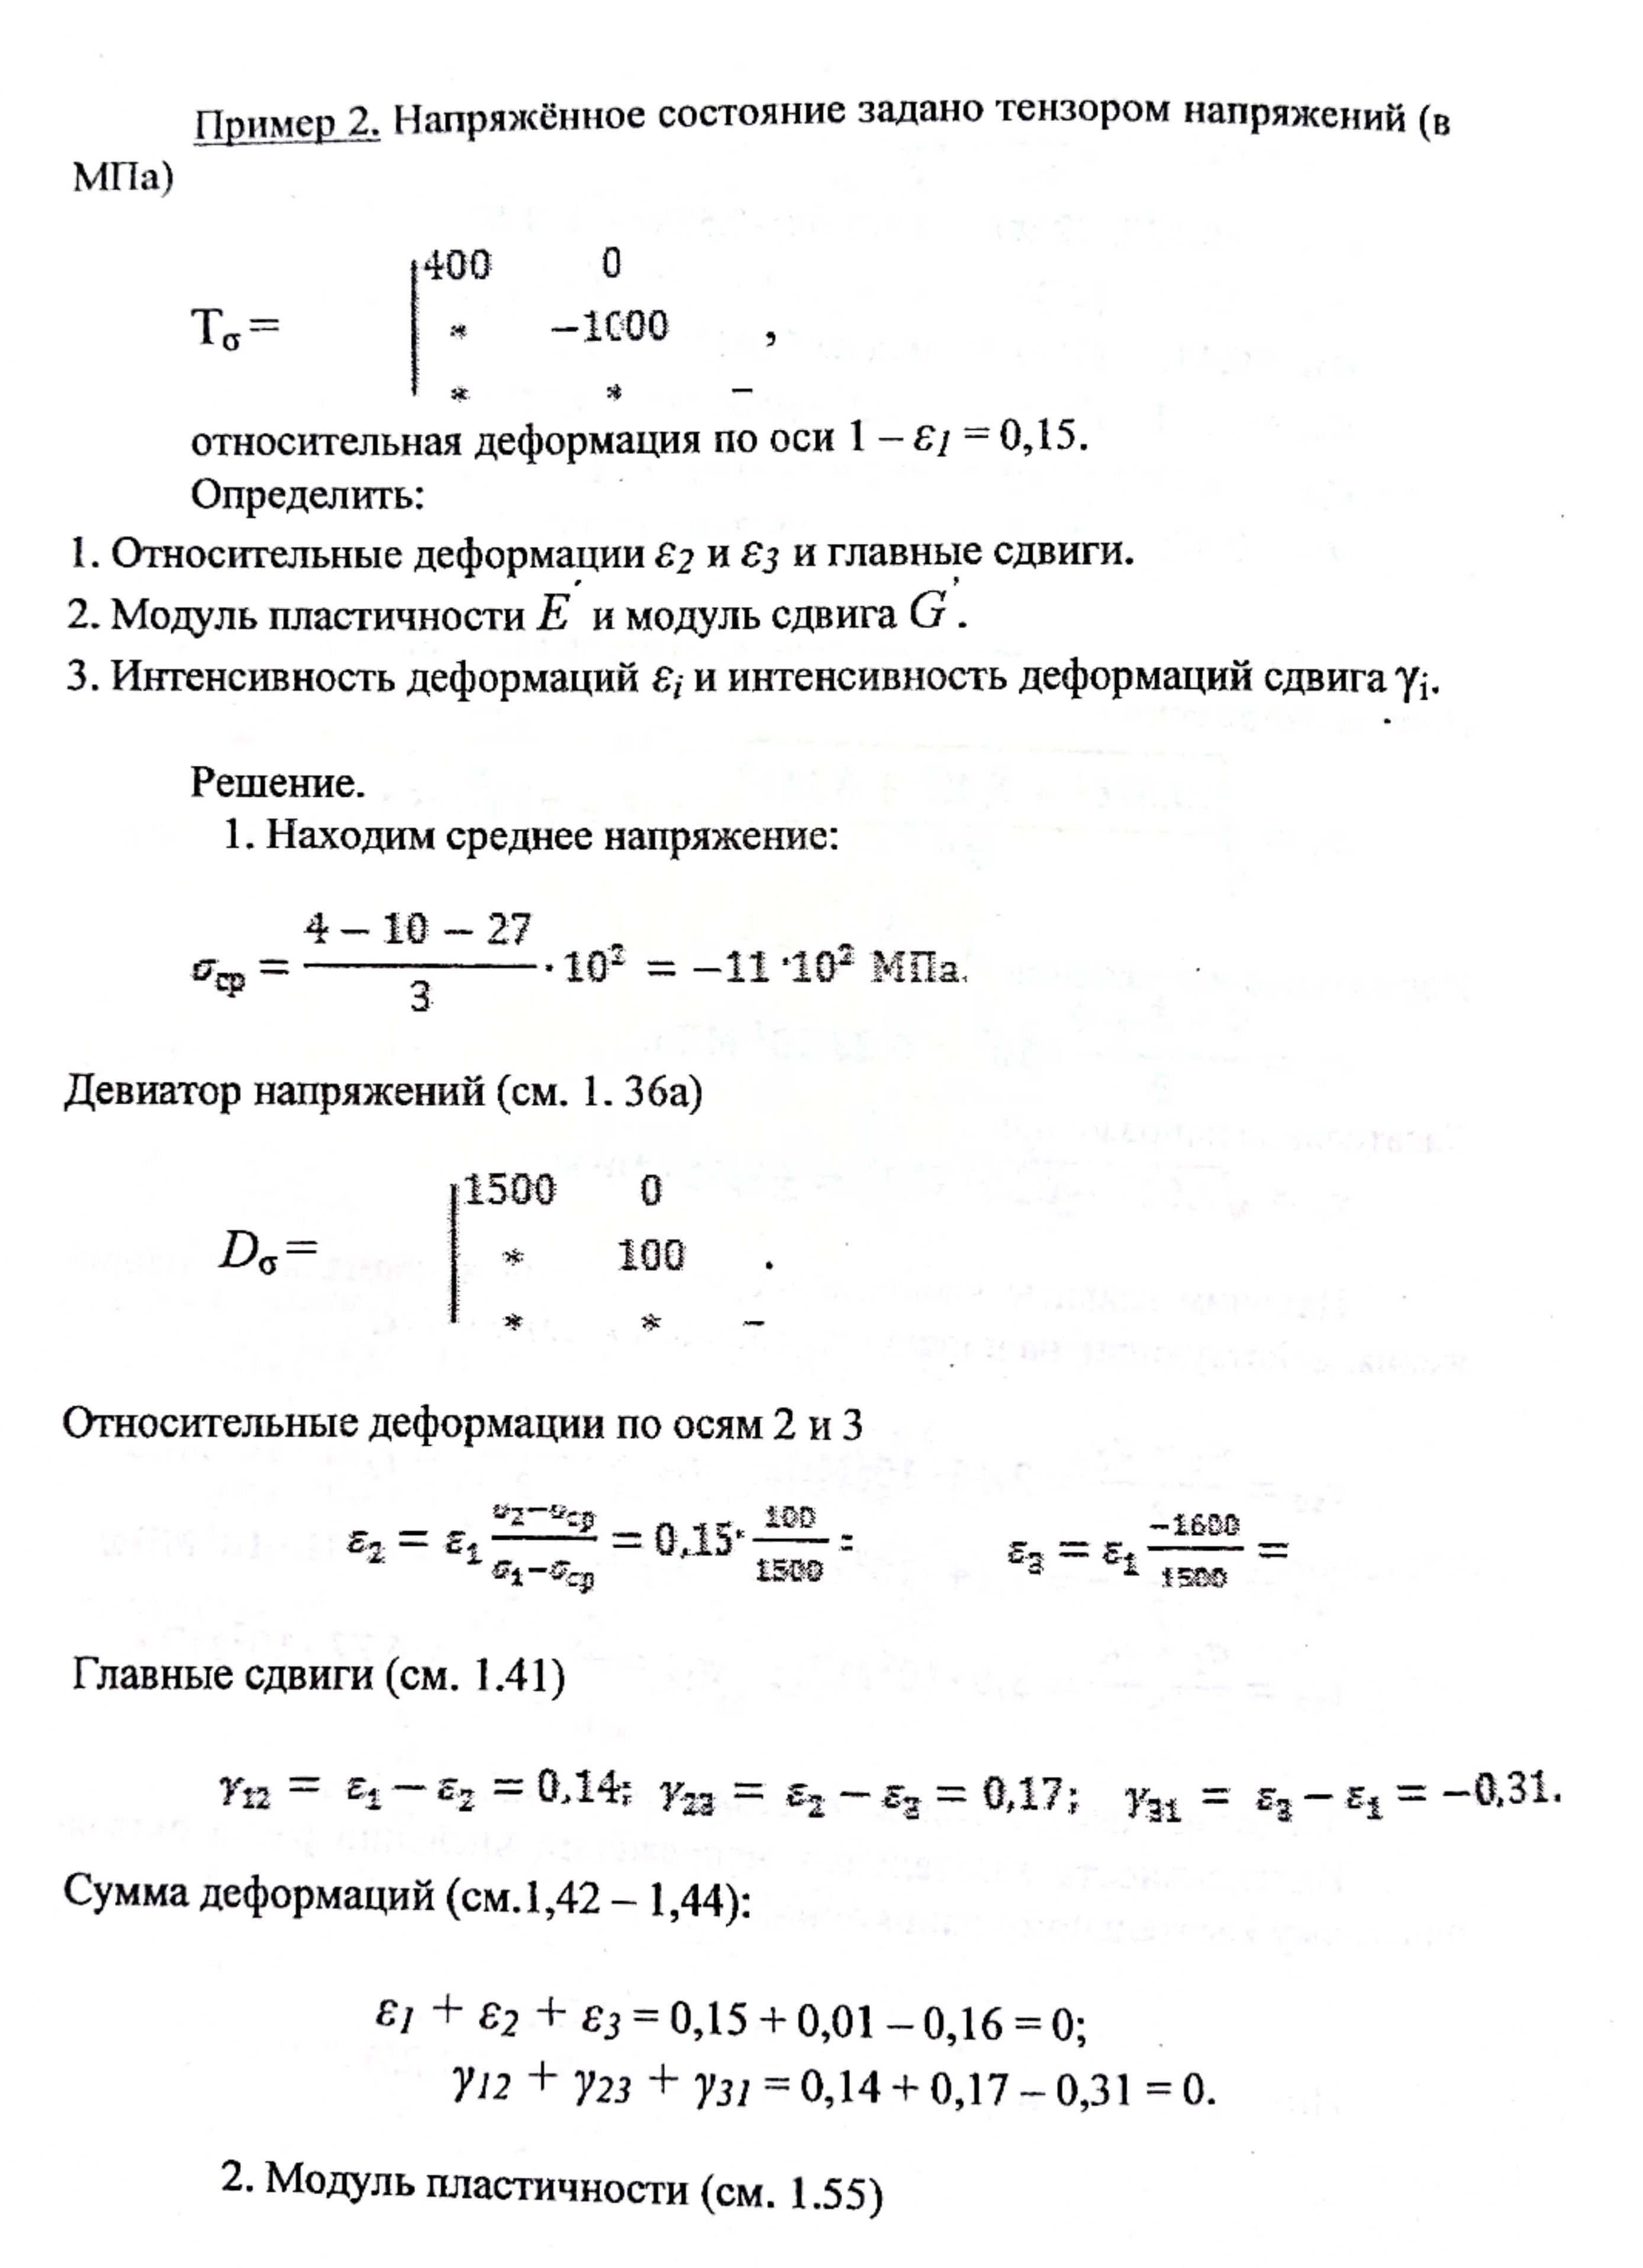 Пример 2. Напряжённое состояние задано тензором напряжений (в
МПа)
400 0
Tσ= * −1000 ,
* * −
относительная деформация по оси 1 – ε1 = 0,15.
Определить:
1. Относительные деформации ε2 и ε3 и главные сдвиги.
2. Модуль пластичности E′ и модуль сдвига G′.
3. Интенсивность деформаций εi и интенсивность деформаций сдвига γi.
Решение.
1. Находим среднее напряжение:
σср = (4 − 10 − 27)/3 · 10² = −11 · 10² МПа.
Девиатор напряжений (см. 1. 36а)
1500 0
Dσ= * 100 .
* * −
Относительные деформации по осям 2 и 3
ε2 = ε1 (σ2−σср)/(σ1−σср) = 0,15· 100/1500 = ε3 = ε1 −1600/1500 =
Главные сдвиги (см. 1.41)
γ12 = ε1 − ε2 = 0,14; γ23 = ε2 − ε3 = 0,17; γ31 = ε3 − ε1 = −0,31.
Сумма деформаций (см.1,42 – 1,44):
ε1 + ε2 + ε3 = 0,15 + 0,01 – 0,16 = 0;
γ12 + γ23 + γ31 = 0,14 + 0,17 – 0,31 = 0.
2. Модуль пластичности (см. 1.55)